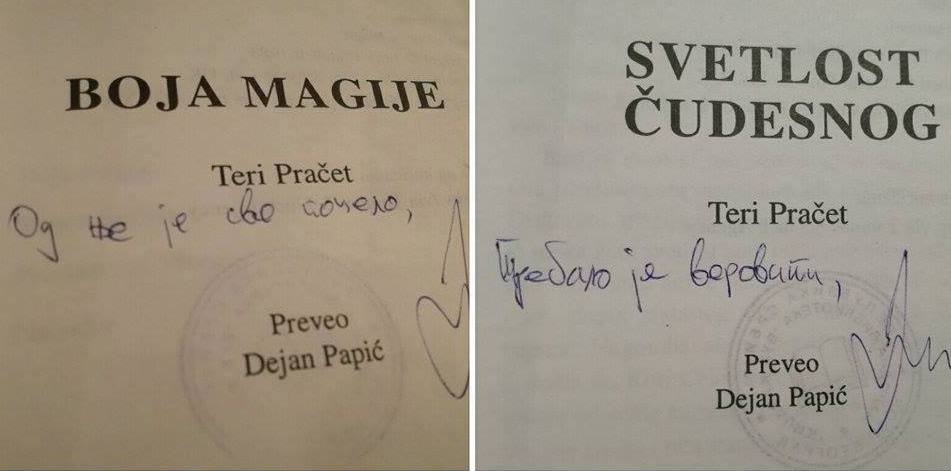 BOJA MAGIJE
Teri Pračet
Од ње је све почело,
Preveo
Dejan Papić
SVETLOST
ČUDESNOG
Teri Pračet
Требало је веровати,
Preveo
Dejan Papić